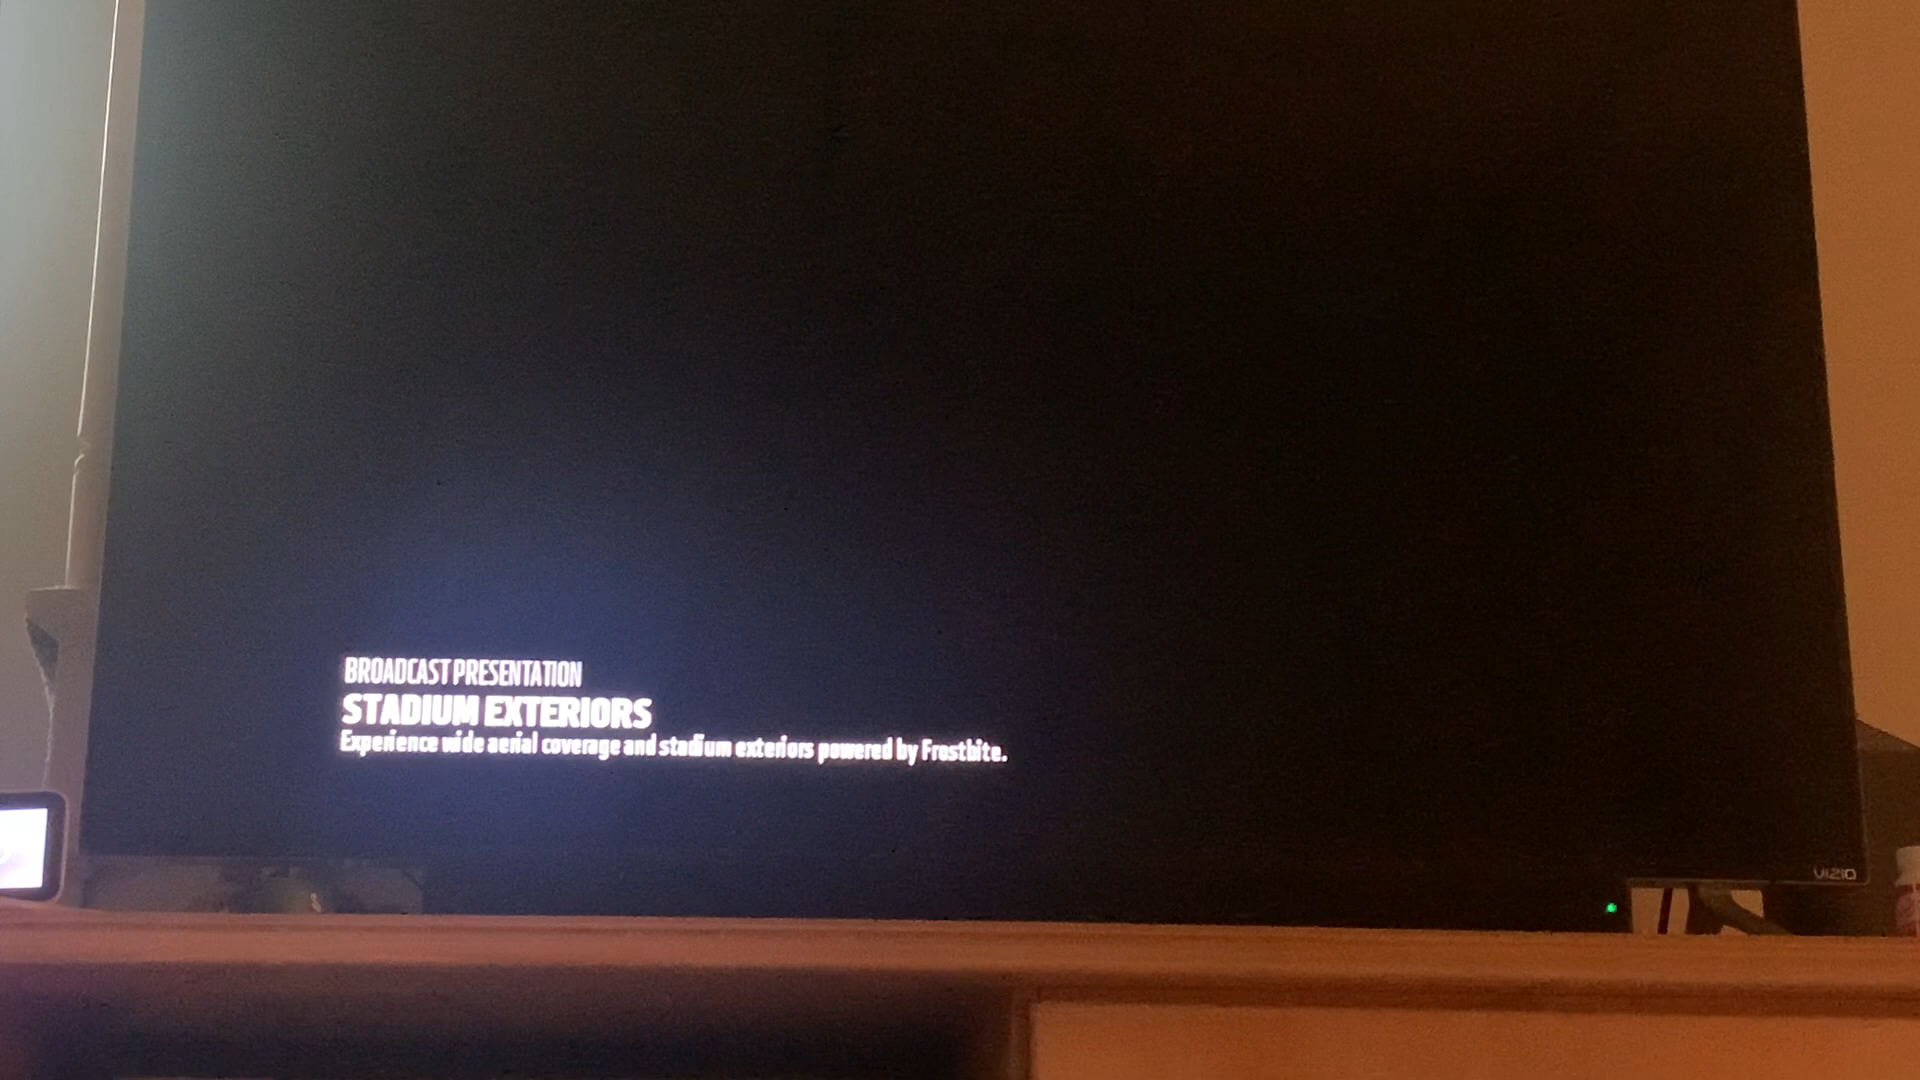 BROADCAST PRESENTATION
STADIUM EXTERIORS
Experience wide aerial coverage and stadium exteriors powered by Frostbite.
VIZIO